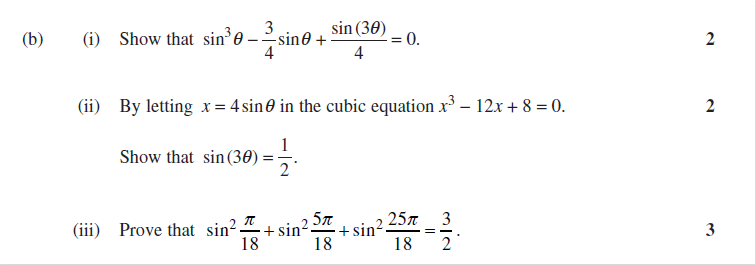 (b) (i) Show that sin³θ − 3/4 sinθ + sin(3θ)/4 = 0. 2
(ii) By letting x = 4sinθ in the cubic equation x³ − 12x + 8 = 0. 2
Show that sin(3θ) = 1/2.
(iii) Prove that sin² π/18 + sin² 5π/18 + sin² 25π/18 = 3/2. 3